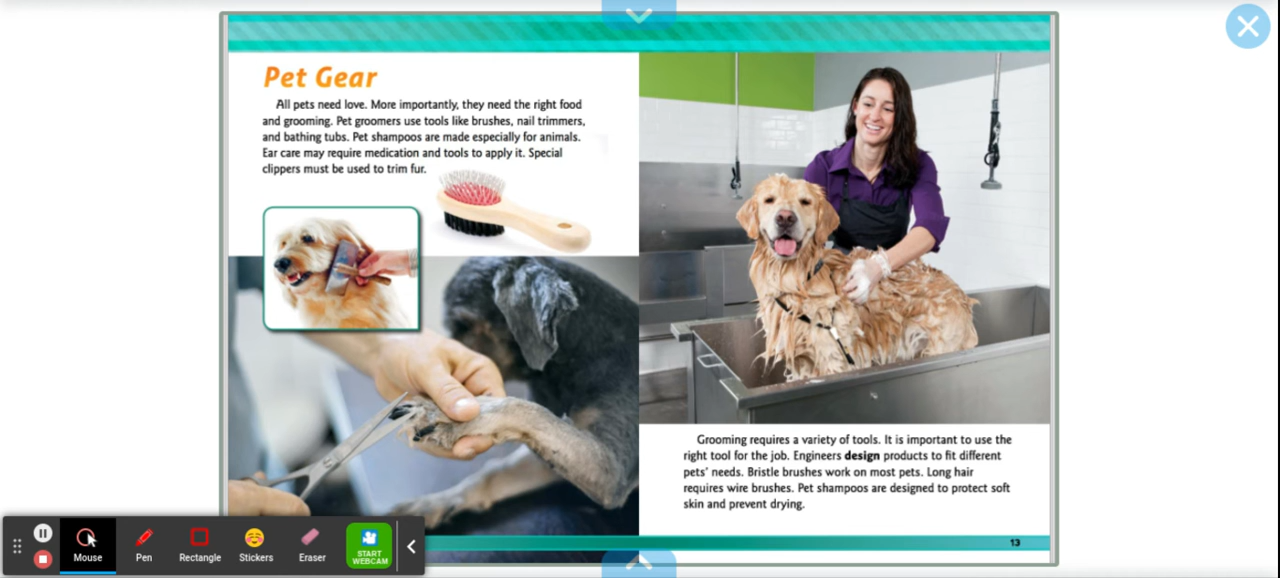 Pet Gear
All pets need love. More importantly, they need the right food
and grooming. Pet groomers use tools like brushes, nail trimmers,
and bathing tubs. Pet shampoos are made especially for animals.
Ear care may require medication and tools to apply it. Special
clippers must be used to trim fur.
Grooming requires a variety of tools. It is important to use the
right tool for the job. Engineers design products to fit different
pets' needs. Bristle brushes work on most pets. Long hair
requires wire brushes. Pet shampoos are designed to protect soft
skin and prevent drying.
13
Mouse
Pen
Rectangle
Stickers
Eraser
START
WEBCAM